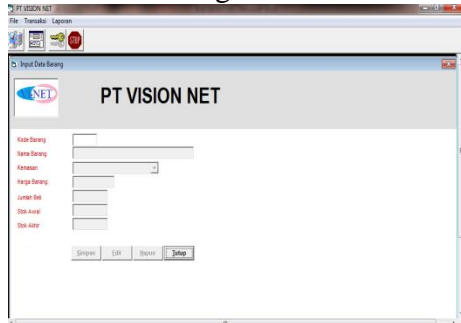 PT VISION NET
File Transaksi Laporan
STOP
Input Data Barang
NET
PT VISION NET
Kode Barang
Nama Barang
Kemasan
Harga Barang
Jumlah Beli
Stok Awal
Stok Akhir
Simpan Edit Hapus Tutup